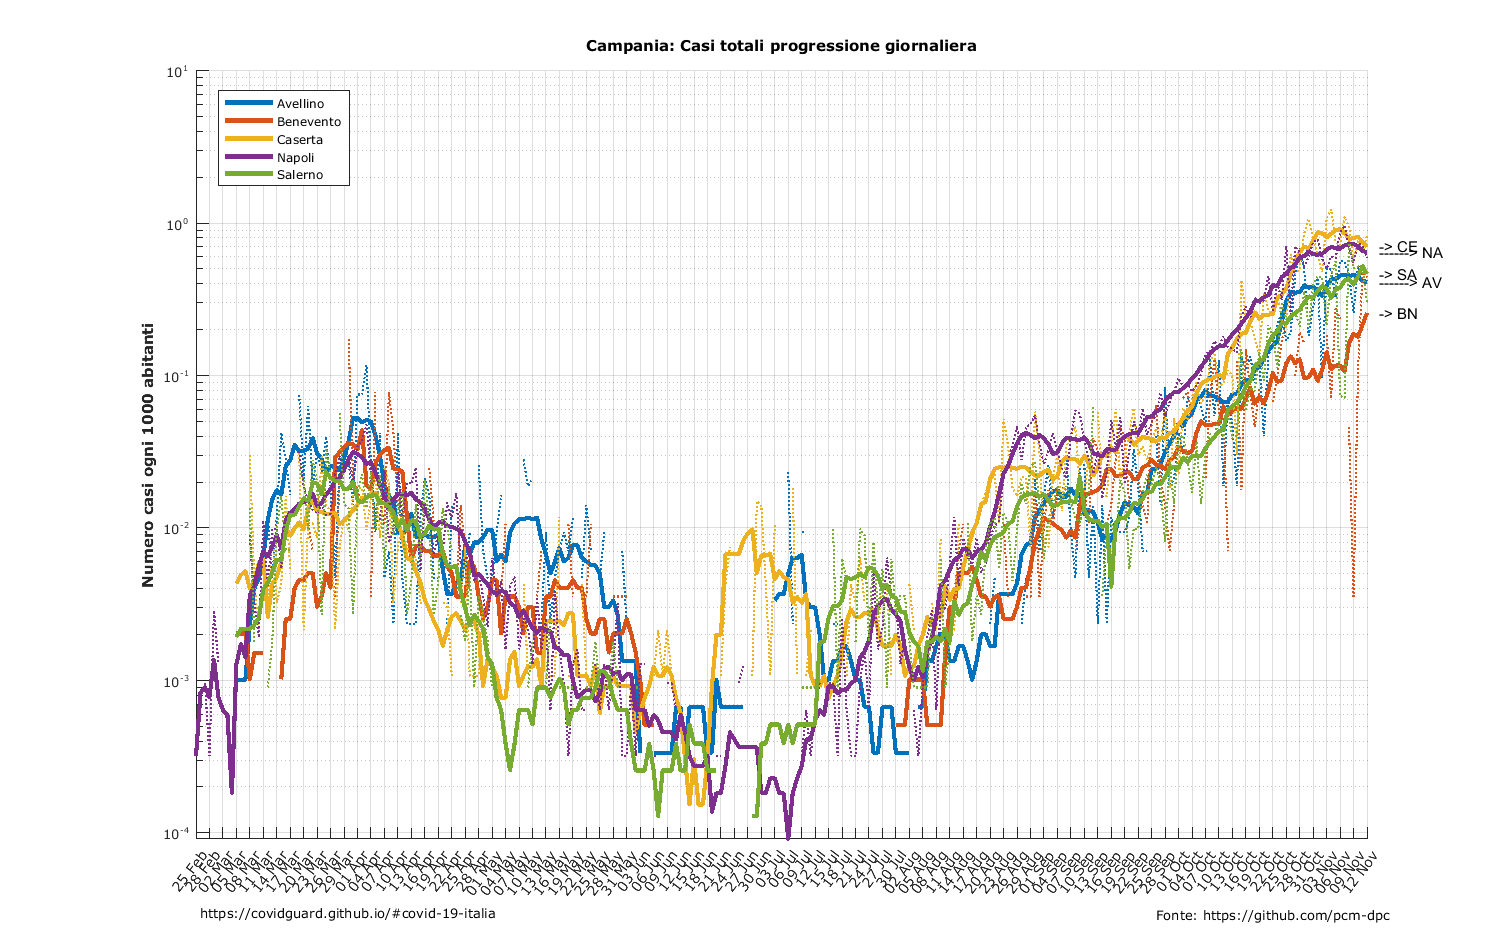 Campania: Casi totali progressione giornaliera
10¹
Avellino
Benevento
Caserta
Napoli
Salerno
10⁰
-> CE
------> NA
-> SA
------> AV
-> BN
10⁻¹
Numero casi ogni 1000 abitanti
10⁻²
10⁻³
10⁻⁴
25 Feb
28 Feb
02 Mar
05 Mar
08 Mar
11 Mar
14 Mar
17 Mar
20 Mar
23 Mar
26 Mar
29 Mar
01 Apr
04 Apr
07 Apr
10 Apr
13 Apr
16 Apr
19 Apr
22 Apr
25 Apr
28 Apr
01 May
04 May
07 May
10 May
13 May
16 May
19 May
22 May
25 May
28 May
31 May
03 Jun
06 Jun
09 Jun
12 Jun
15 Jun
18 Jun
21 Jun
24 Jun
27 Jun
30 Jun
03 Jul
06 Jul
09 Jul
12 Jul
15 Jul
18 Jul
21 Jul
24 Jul
27 Jul
30 Jul
02 Aug
05 Aug
08 Aug
11 Aug
14 Aug
17 Aug
20 Aug
23 Aug
26 Aug
29 Aug
01 Sep
04 Sep
07 Sep
10 Sep
13 Sep
16 Sep
19 Sep
22 Sep
25 Sep
28 Sep
01 Oct
04 Oct
07 Oct
10 Oct
13 Oct
16 Oct
19 Oct
22 Oct
25 Oct
28 Oct
31 Oct
03 Nov
06 Nov
09 Nov
12 Nov
https://covidguard.github.io/#covid-19-italia
Fonte: https://github.com/pcm-dpc